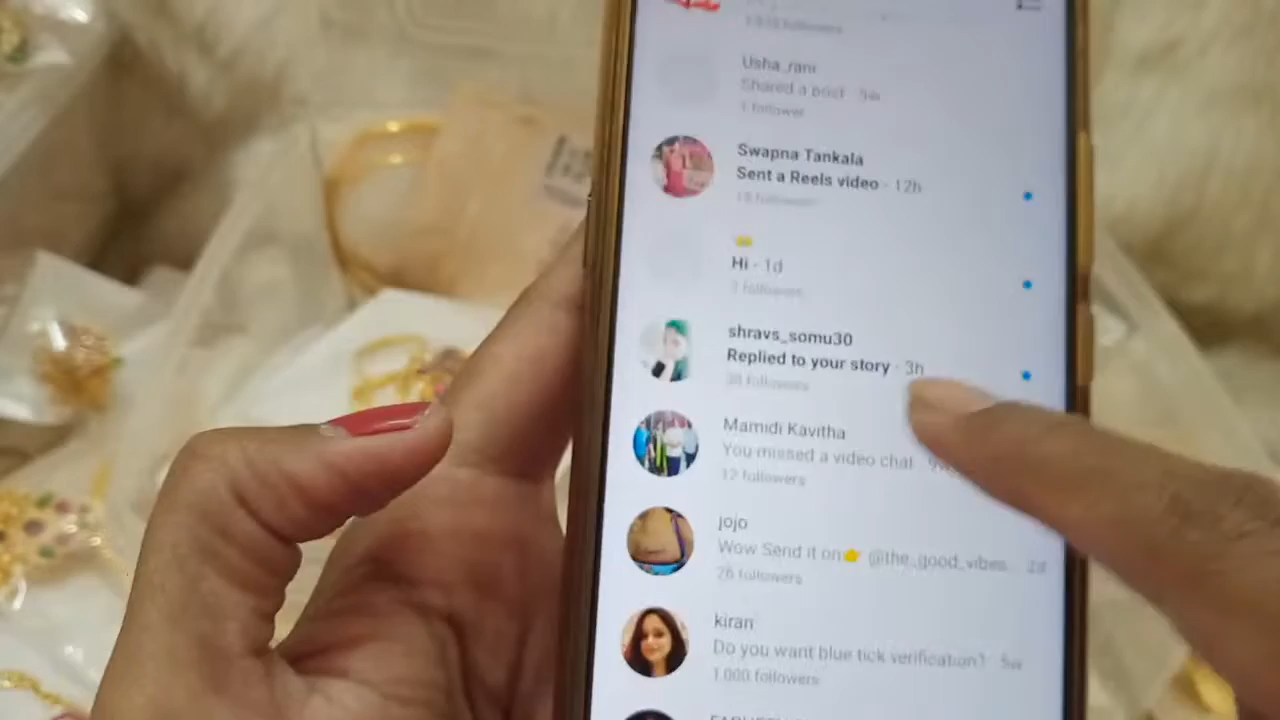 Usha_rani
Shared a post
1 follower
Swapna Tankala
Sent a Reels video · 12h
Hi · 1d
shravs_somu30
Replied to your story · 3h
38 followers
Mamidi Kavitha
You missed a video chat
12 followers
jojo
Wow Send it on👉 @the_good_vibes...
26 followers
kiran
Do you want blue tick verification? · 5w
1,000 followers